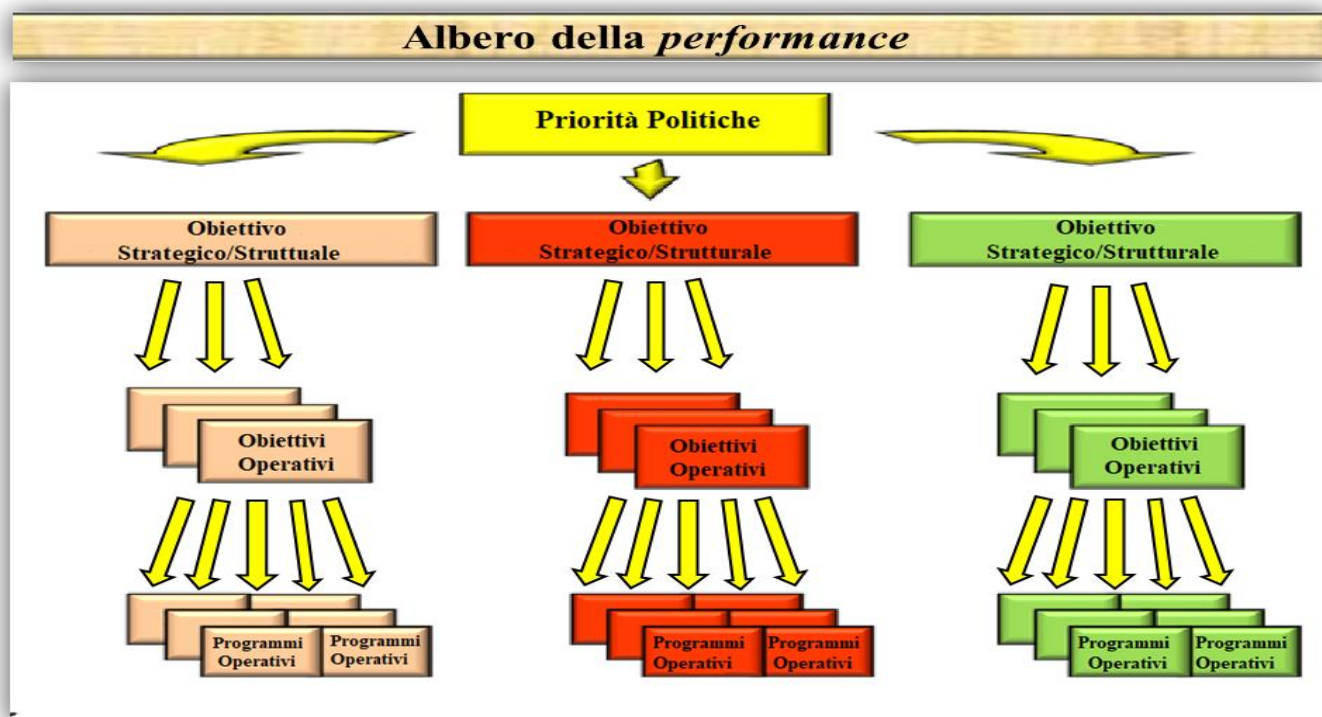 Albero della performance
Priorità Politiche
Obiettivo
Strategico/Struttuale
Obiettivo
Strategico/Strutturale
Obiettivo
Strategico/Strutturale
Obiettivi
Operativi
Obiettivi
Operativi
Obiettivi
Operativi
Programmi
Operativi
Programmi
Operativi
Programmi
Operativi
Programmi
Operativi
Programmi
Operativi
Programmi
Operativi